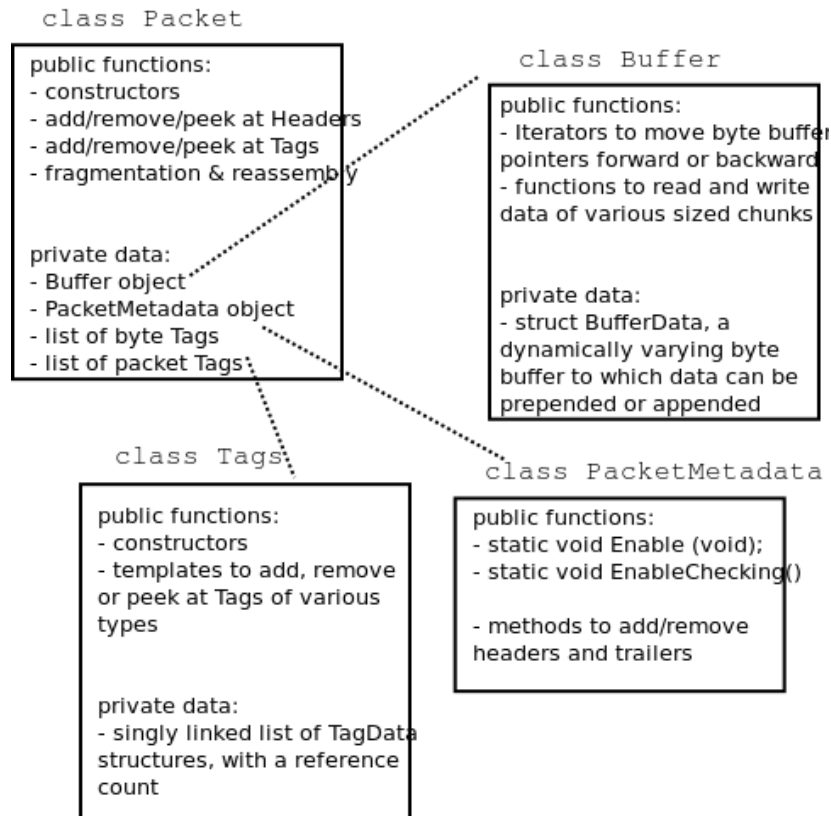 class Packet
public functions:
- constructors
- add/remove/peek at Headers
- add/remove/peek at Tags
- fragmentation & reassembly
private data:
- Buffer object
- PacketMetadata object
- list of byte Tags
- list of packet Tags
class Buffer
public functions:
- Iterators to move byte buffer
pointers forward or backward
- functions to read and write
data of various sized chunks
private data:
- struct BufferData, a
dynamically varying byte
buffer to which data can be
prepended or appended
class Tags
public functions:
- constructors
- templates to add, remove
or peek at Tags of various
types
private data:
- singly linked list of TagData
structures, with a reference
count
class PacketMetadata
public functions:
- static void Enable (void);
- static void EnableChecking()
- methods to add/remove
headers and trailers